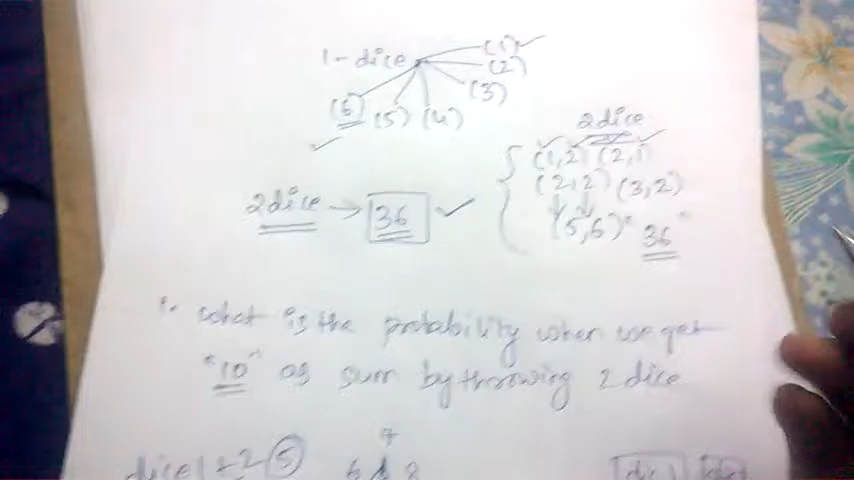 1-dice (1)
(2)
(3)
(6) (5) (4)
2dice
(1,2) (2,1)
(2,2) (3,2)
(5,6) "36"
2dice → 36
1. what is the probability when we get
"10" as sum by throwing 2 dice